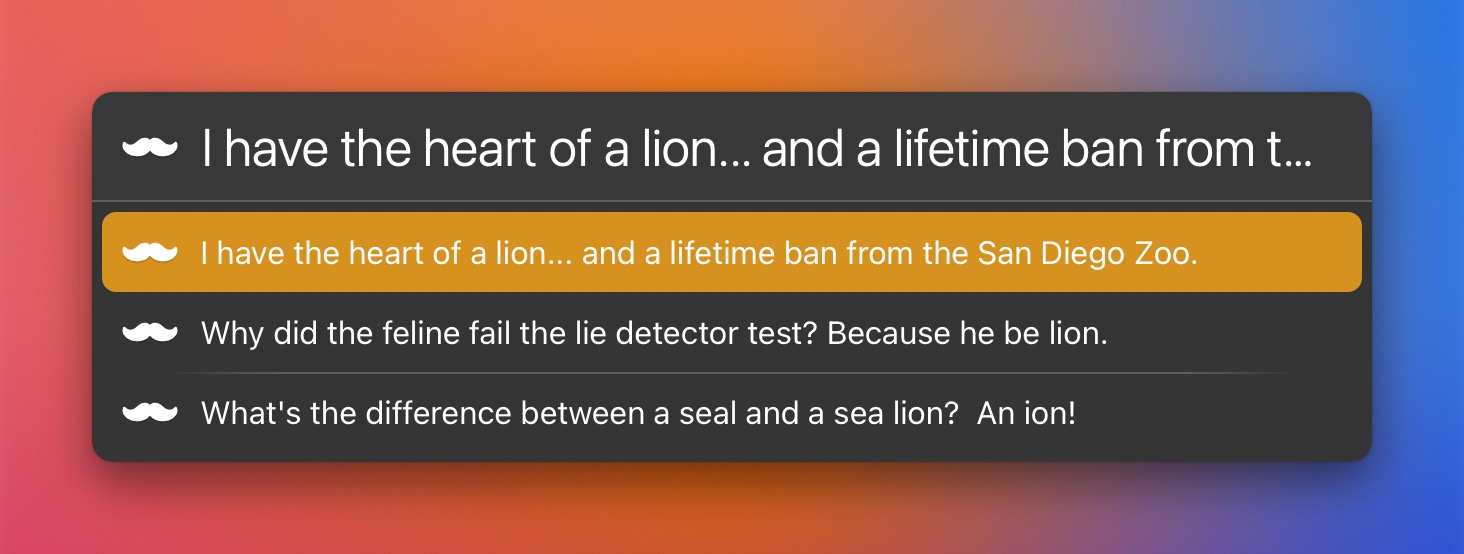 I have the heart of a lion... and a lifetime ban from t...
I have the heart of a lion... and a lifetime ban from the San Diego Zoo.
Why did the feline fail the lie detector test? Because he be lion.
What's the difference between a seal and a sea lion?  An ion!